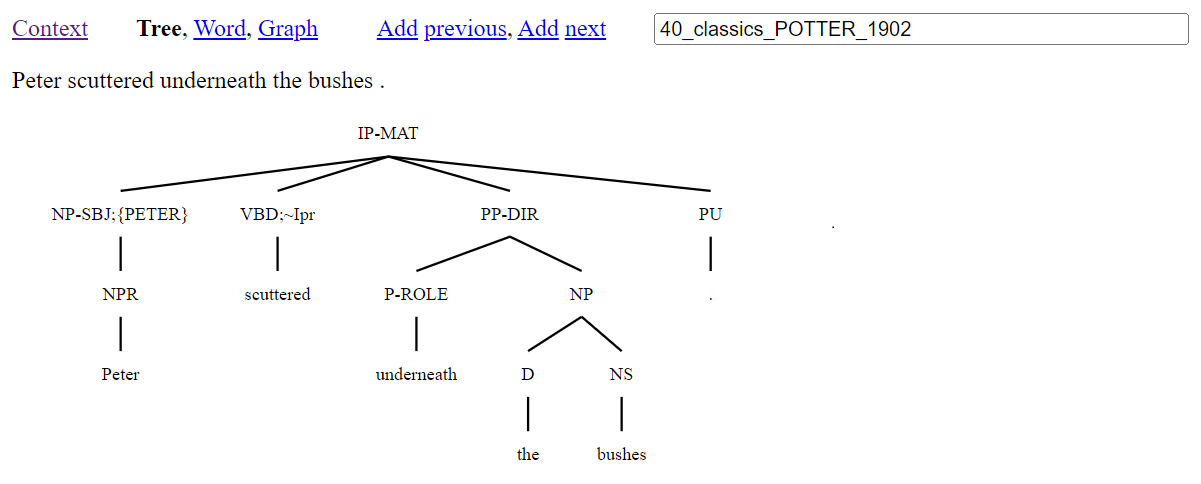 Context Tree, Word, Graph Add previous, Add next 40_classics_POTTER_1902
Peter scuttered underneath the bushes .
IP-MAT
NP-SBJ;{PETER} VBD;~Ipr PP-DIR PU .
NPR scuttered P-ROLE NP .
Peter underneath D NS
the bushes